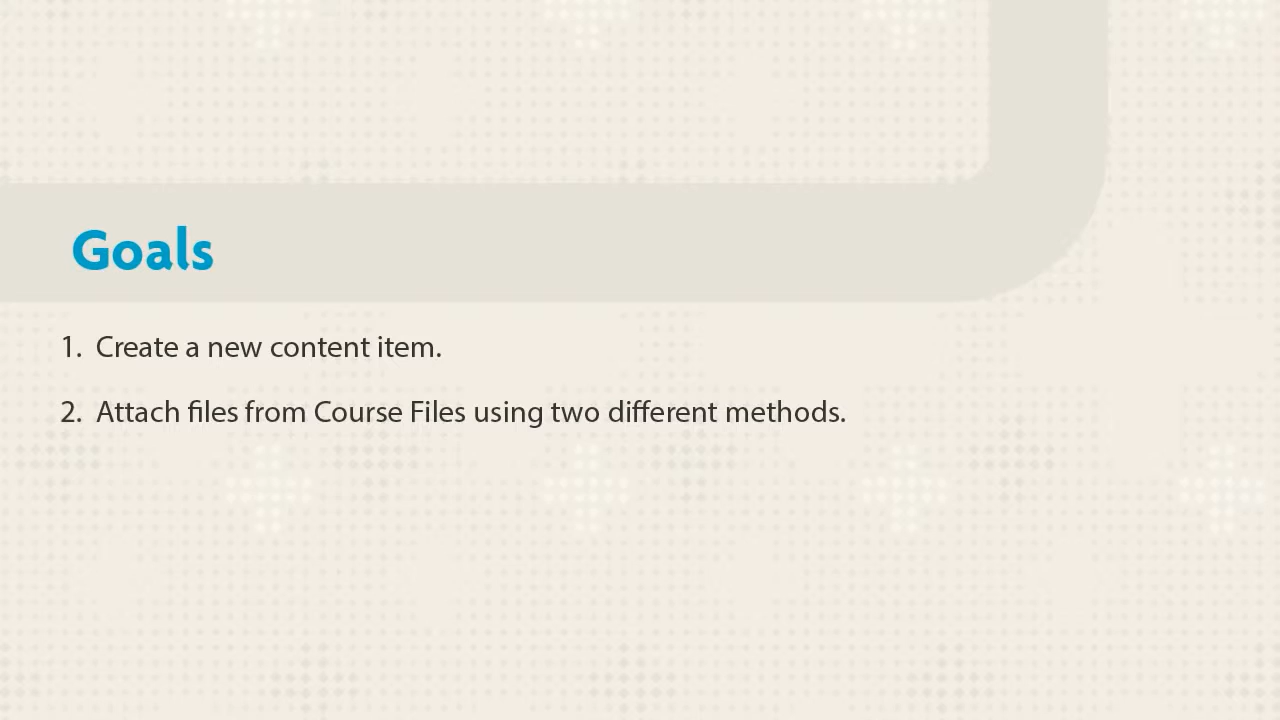 Goals
1. Create a new content item.
2. Attach files from Course Files using two different methods.